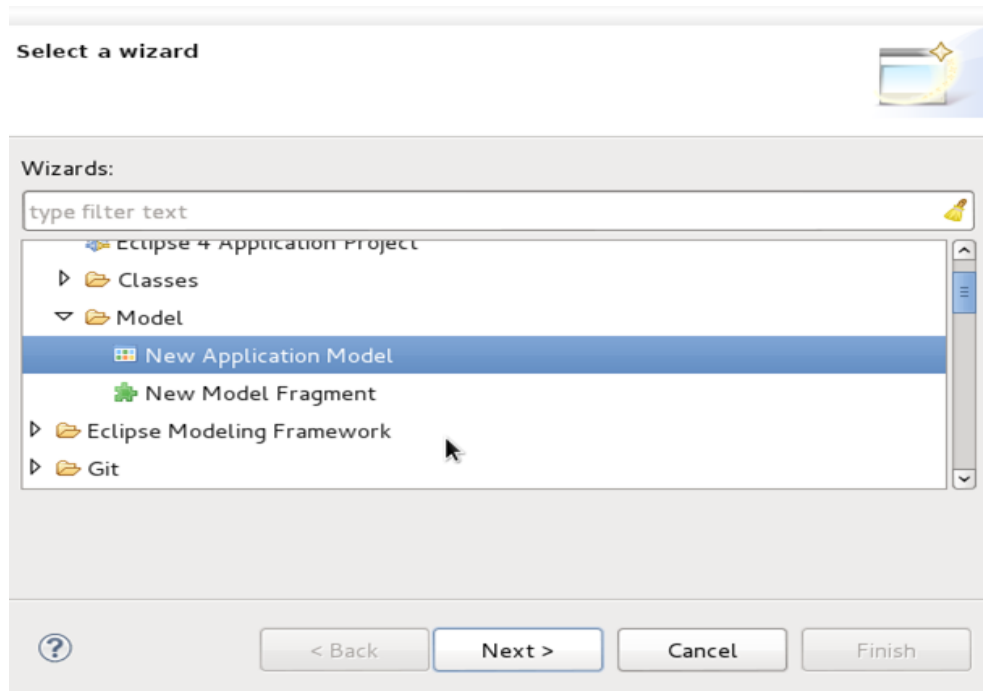 Select a wizard
Wizards:
type filter text
Eclipse 4 Application Project
Classes
Model
New Application Model
New Model Fragment
Eclipse Modeling Framework
Git
? < Back Next > Cancel Finish